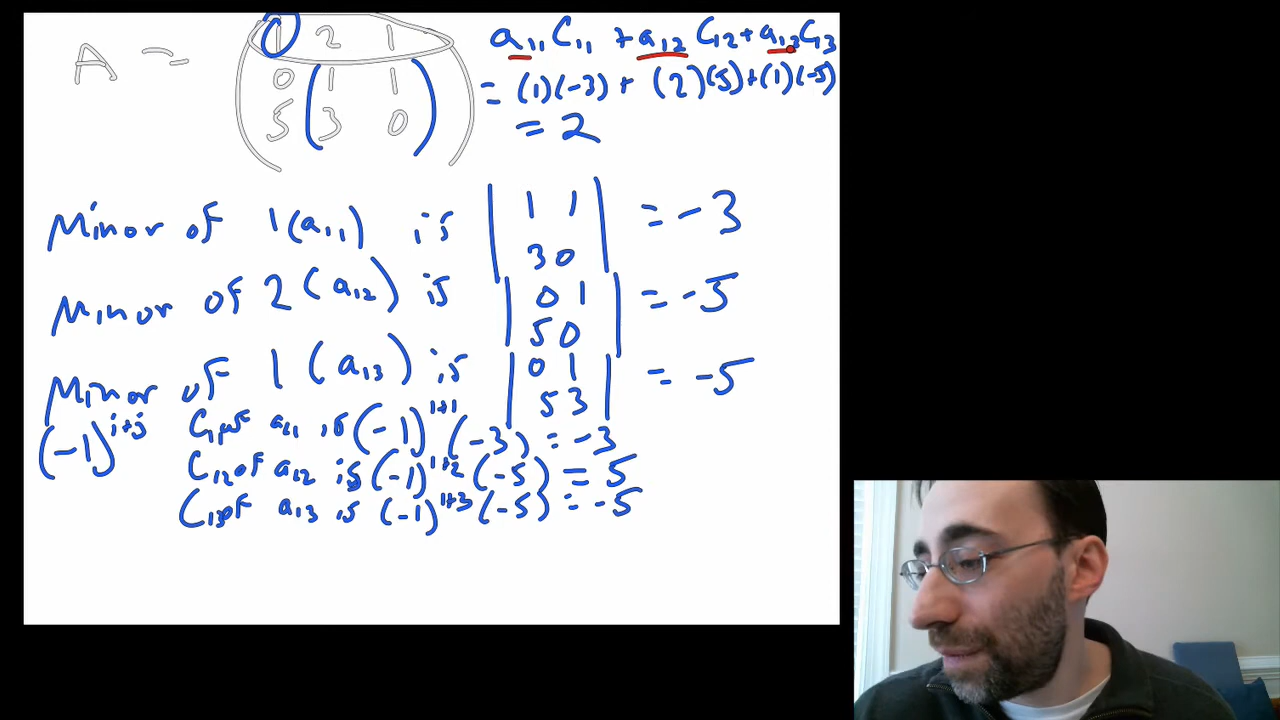 A = ( 1 2 1
0 1 1
5 3 0 )
a₁₁ C₁₁ + a₁₂ C₁₂ + a₁₃ C₁₃
= (1)(-3) + (2)(5) + (1)(-5)
= 2
Minor of 1 (a₁₁) is | 1 1
3 0 | = -3
Minor of 2 (a₁₂) is | 0 1
5 0 | = -5
Minor of 1 (a₁₃) is | 0 1
5 3 | = -5
(-1)^(i+j)
C₁₁ of a₁₁ is (-1)^(1+1) (-3) = -3
C₁₂ of a₁₂ is (-1)^(1+2) (-5) = 5
C₁₃ of a₁₃ is (-1)^(1+3) (-5) = -5